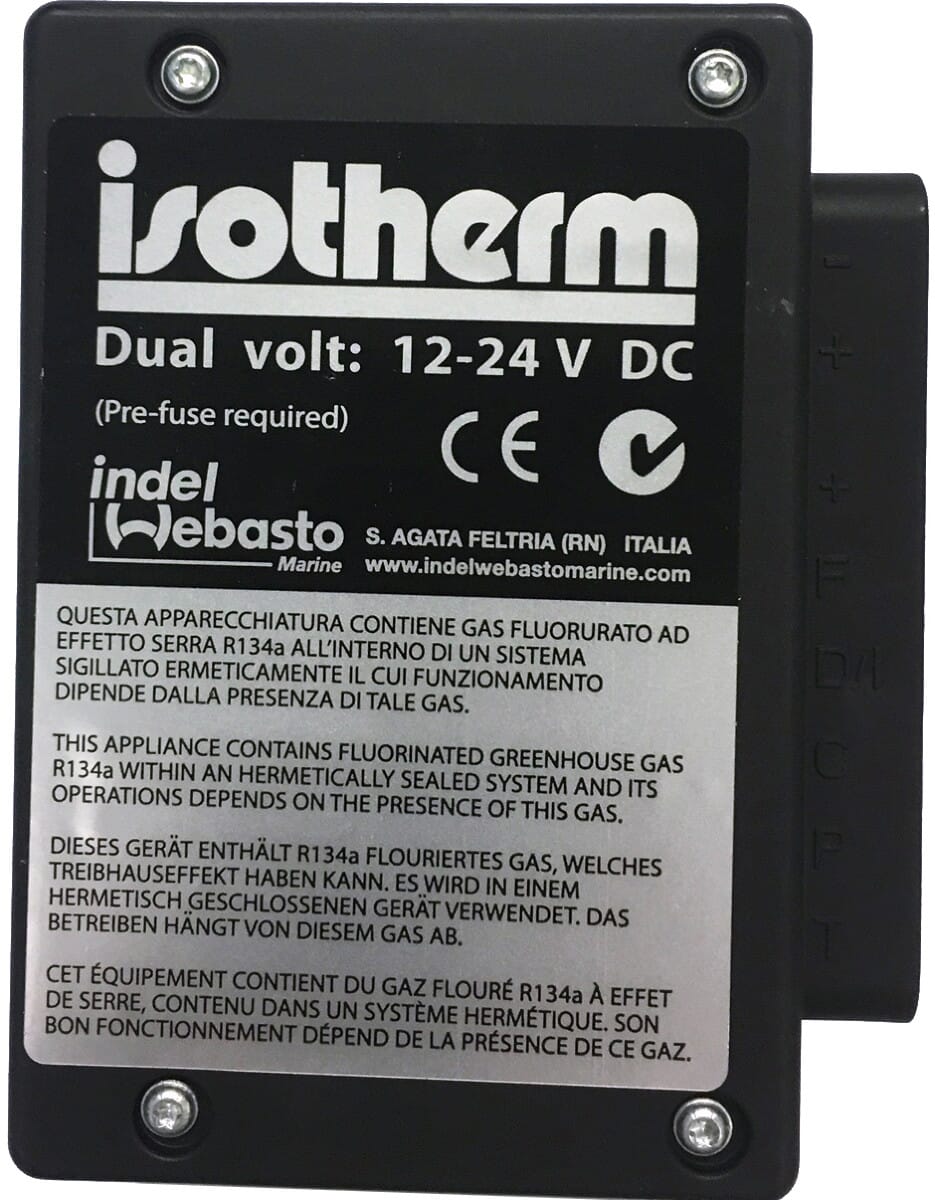 isotherm
Dual volt: 12-24 V DC
(Pre-fuse required)
CE
indel
Webasto
Marine
S. AGATA FELTRIA (RN) ITALIA
www.indelwebastomarine.com
QUESTA APPARECCHIATURA CONTIENE GAS FLUORURATO AD
EFFETTO SERRA R134a ALL'INTERNO DI UN SISTEMA
SIGILLATO ERMETICAMENTE IL CUI FUNZIONAMENTO
DIPENDE DALLA PRESENZA DI TALE GAS.
THIS APPLIANCE CONTAINS FLUORINATED GREENHOUSE GAS
R134a WITHIN AN HERMETICALLY SEALED SYSTEM AND ITS
OPERATIONS DEPENDS ON THE PRESENCE OF THIS GAS.
DIESES GERÄT ENTHÄLT R134a FLOURIERTES GAS, WELCHES
TREIBHAUSEFFEKT HABEN KANN. ES WIRD IN EINEM
HERMETISCH GESCHLOSSENEN GERÄT VERWENDET. DAS
BETREIBEN HÄNGT VON DIESEM GAS AB.
CET ÉQUIPEMENT CONTIENT DU GAZ FLOURÉ R134a À EFFET
DE SERRE, CONTENU DANS UN SYSTÈME HERMÉTIQUE. SON
BON FONCTIONNEMENT DÉPEND DE LA PRÉSENCE DE CE GAZ.
-
+
+
F
D/I
C
P
T